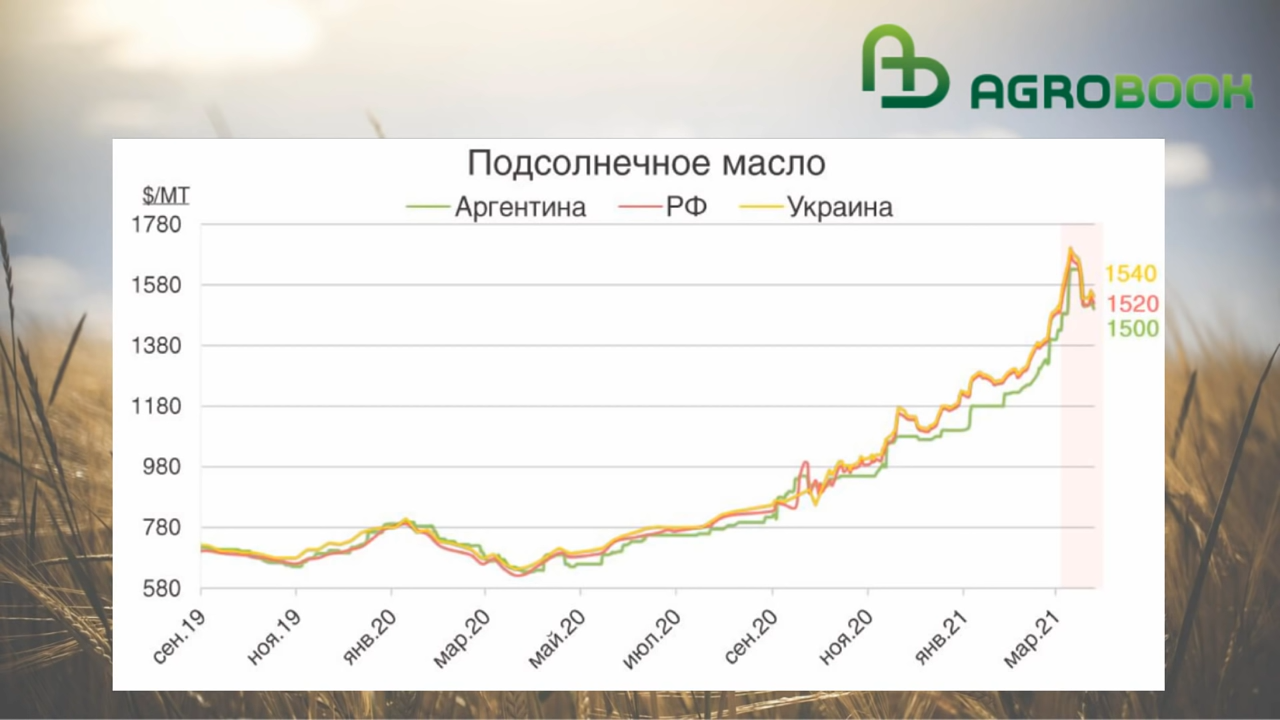 AGROBOOK
Подсолнечное масло
$/МТ
Аргентина РФ Украина
1780
1580
1380
1180
980
780
580
1540
1520
1500
сен.19 ноя.19 янв.20 мар.20 май.20 июл.20 сен.20 ноя.20 янв.21 мар.21